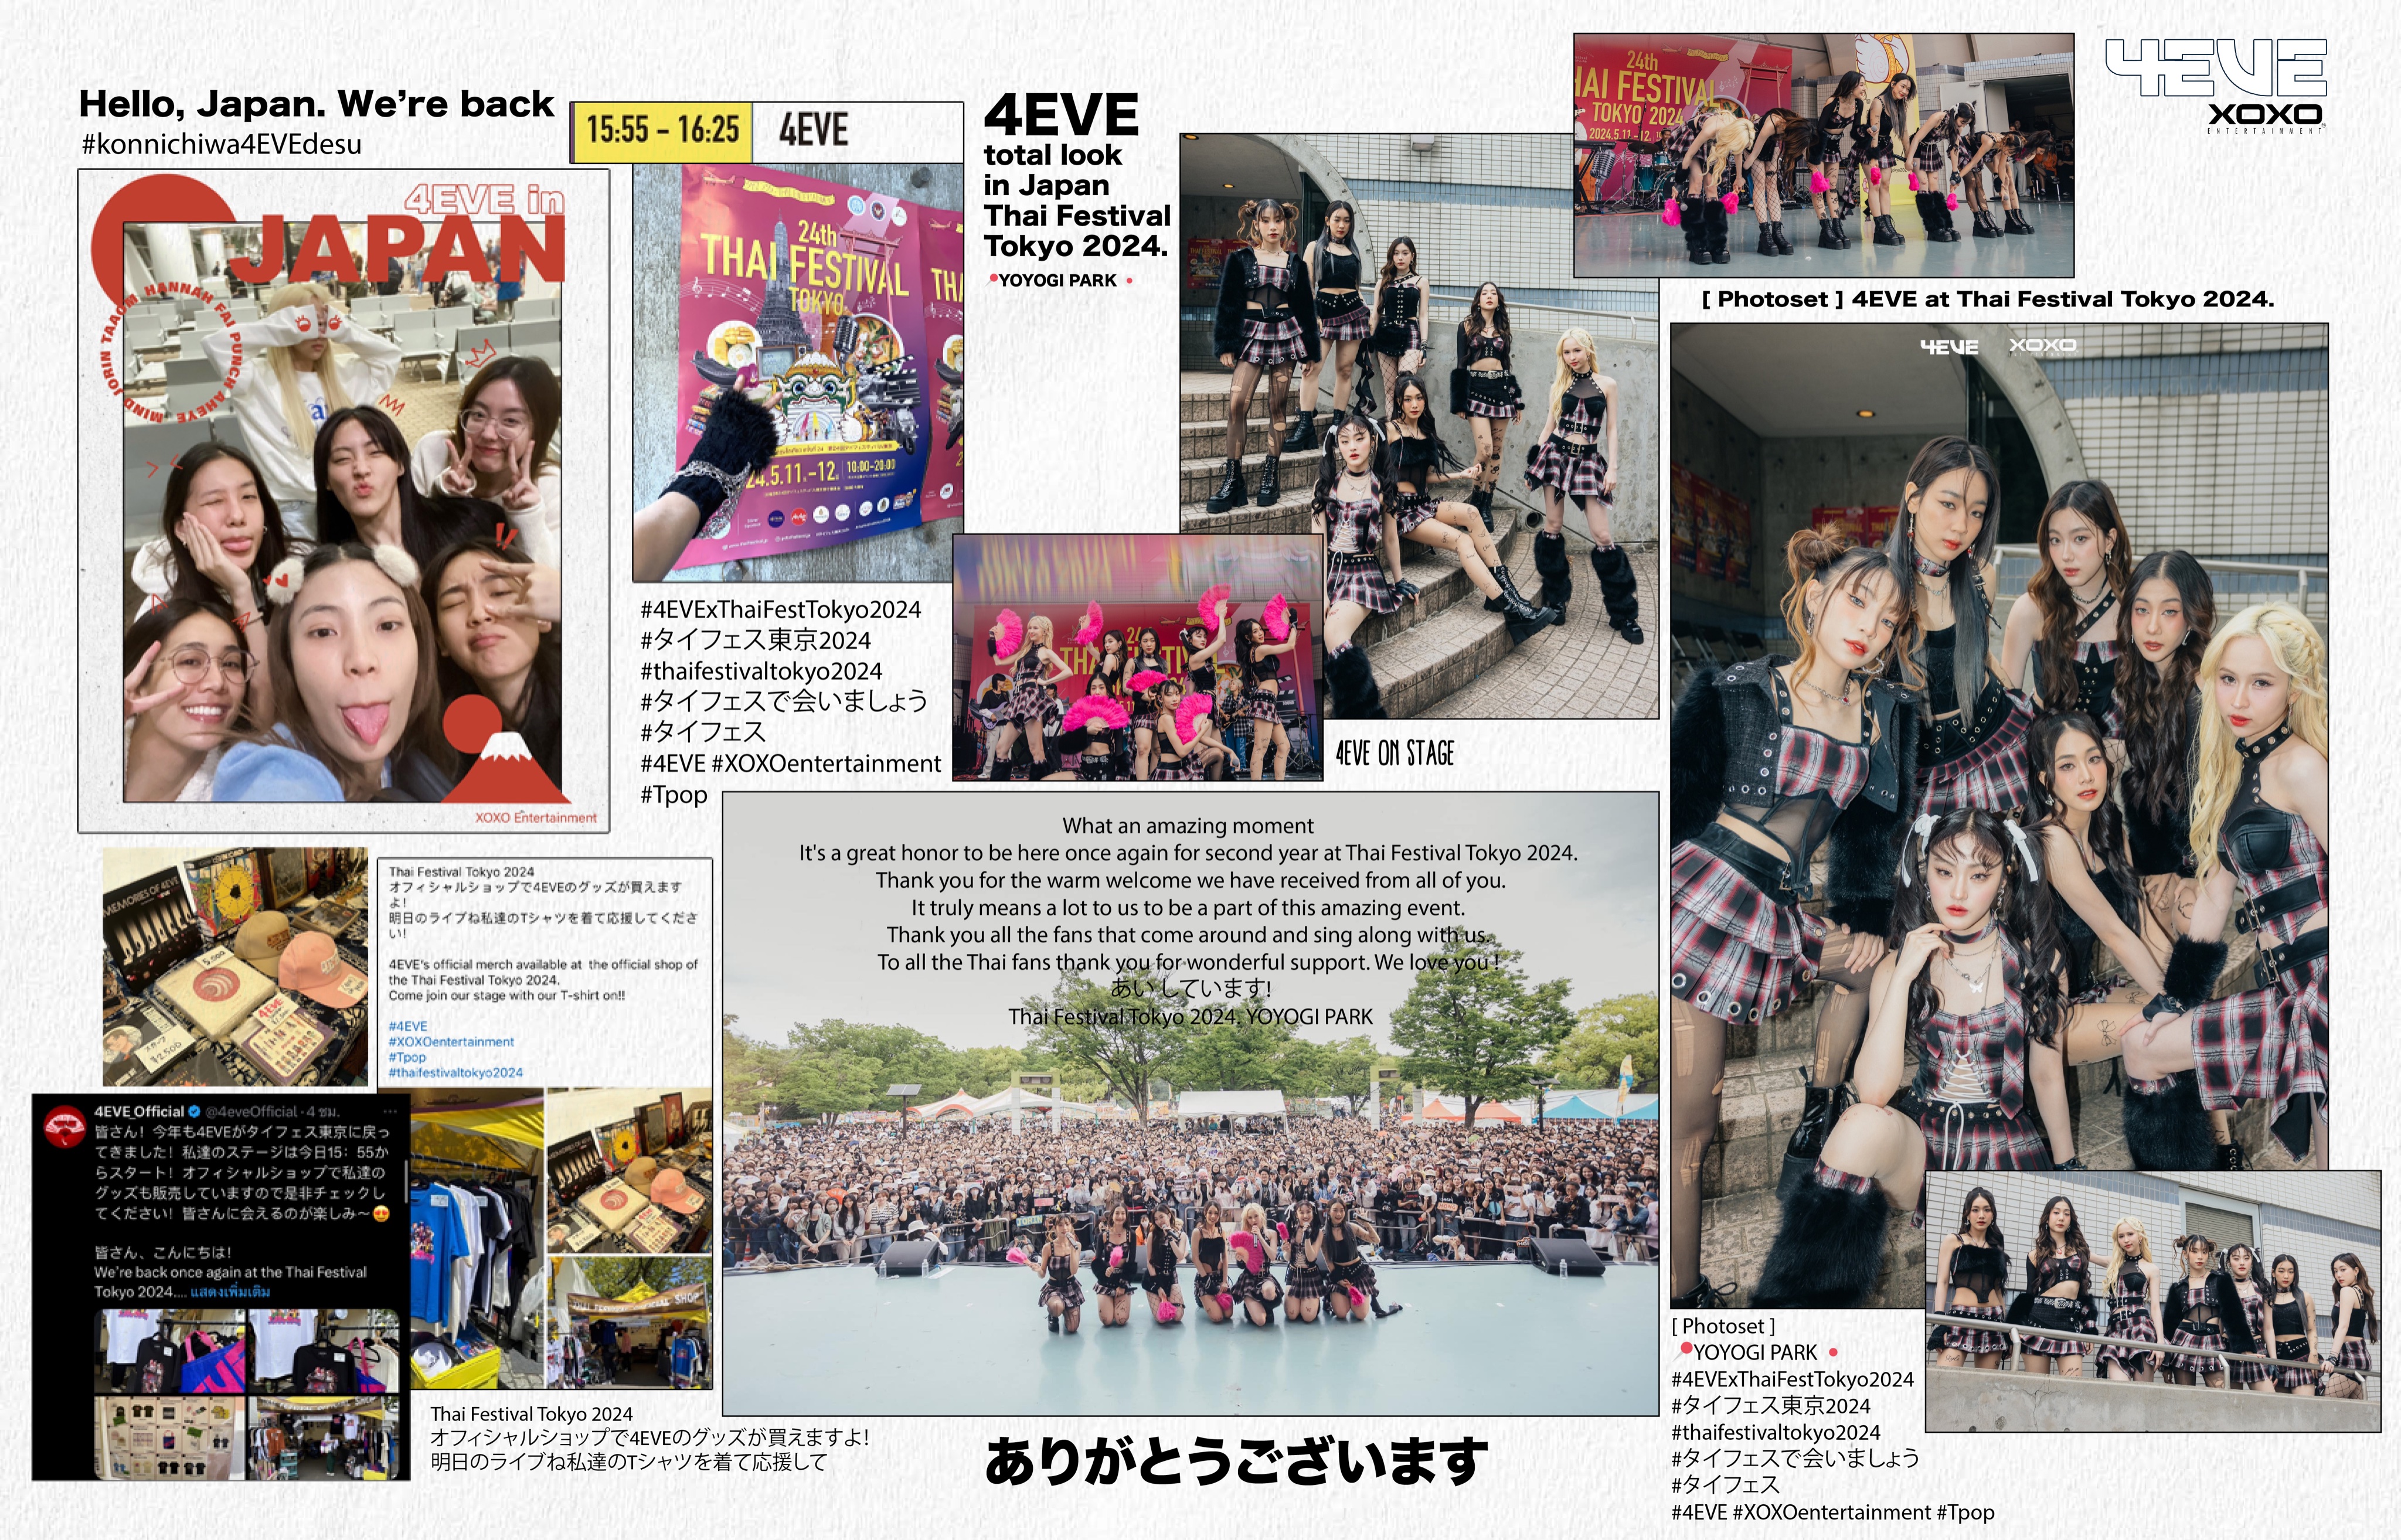 Hello, Japan. We're back
#konnichiwa4EVEdesu
4EVE in
JAPAN
MIND JORIN TAAOM HANNAH FAI PUNCH AHEYE
XOXO Entertainment
15:55 – 16:25 4EVE
24th
THAI FESTIVAL
TOKYO
24.5.11 -12 10:00-20:00
#4EVExThaiFestTokyo2024
#タイフェス東京2024
#thaifestivaltokyo2024
#タイフェスで会いましょう
#タイフェス
#4EVE #XOXOentertainment
#Tpop
4EVE
total look
in Japan
Thai Festival
Tokyo 2024.
YOYOGI PARK
24th
HAI FESTIVAL
TOKYO 2024
2024.5.11-12
4EVE
XOXO
ENTERTAINMENT
[ Photoset ] 4EVE at Thai Festival Tokyo 2024.
4EVE XOXO
4EVE ON STAGE
What an amazing moment
It's a great honor to be here once again for second year at Thai Festival Tokyo 2024.
Thank you for the warm welcome we have received from all of you.
It truly means a lot to us to be a part of this amazing event.
Thank you all the fans that come around and sing along with us.
To all the Thai fans thank you for wonderful support. We love you !
あいしています!
Thai Festival Tokyo 2024. YOYOGI PARK
ありがとうございます
MEMORIES OF 4EVE
5,000
¥2,500
Thai Festival Tokyo 2024
オフィシャルショップで4EVEのグッズが買えます
よ!
明日のライブね私達のTシャツを着て応援してくださ
い!
4EVE's official merch available at the official shop of
the Thai Festival Tokyo 2024.
Come join our stage with our T-shirt on!!
#4EVE
#XOXOentertainment
#Tpop
#thaifestivaltokyo2024
4EVE_Official @4eveOfficial · 4 ชม.
皆さん！今年も4EVEがタイフェス東京に戻っ
てきました！私達のステージは今日15：55か
らスタート！オフィシャルショップで私達の
グッズも販売していますので是非チェックし
てください！皆さんに会えるのが楽しみ〜😍
皆さん、こんにちは!
We're back once again at the Thai Festival
Tokyo 2024.... แสดงเพิ่มเติม
Thai Festival Tokyo 2024
オフィシャルショップで4EVEのグッズが買えますよ!
明日のライブね私達のTシャツを着て応援して
[ Photoset ]
YOYOGI PARK
#4EVExThaiFestTokyo2024
#タイフェス東京2024
#thaifestivaltokyo2024
#タイフェスで会いましょう
#タイフェス
#4EVE #XOXOentertainment #Tpop